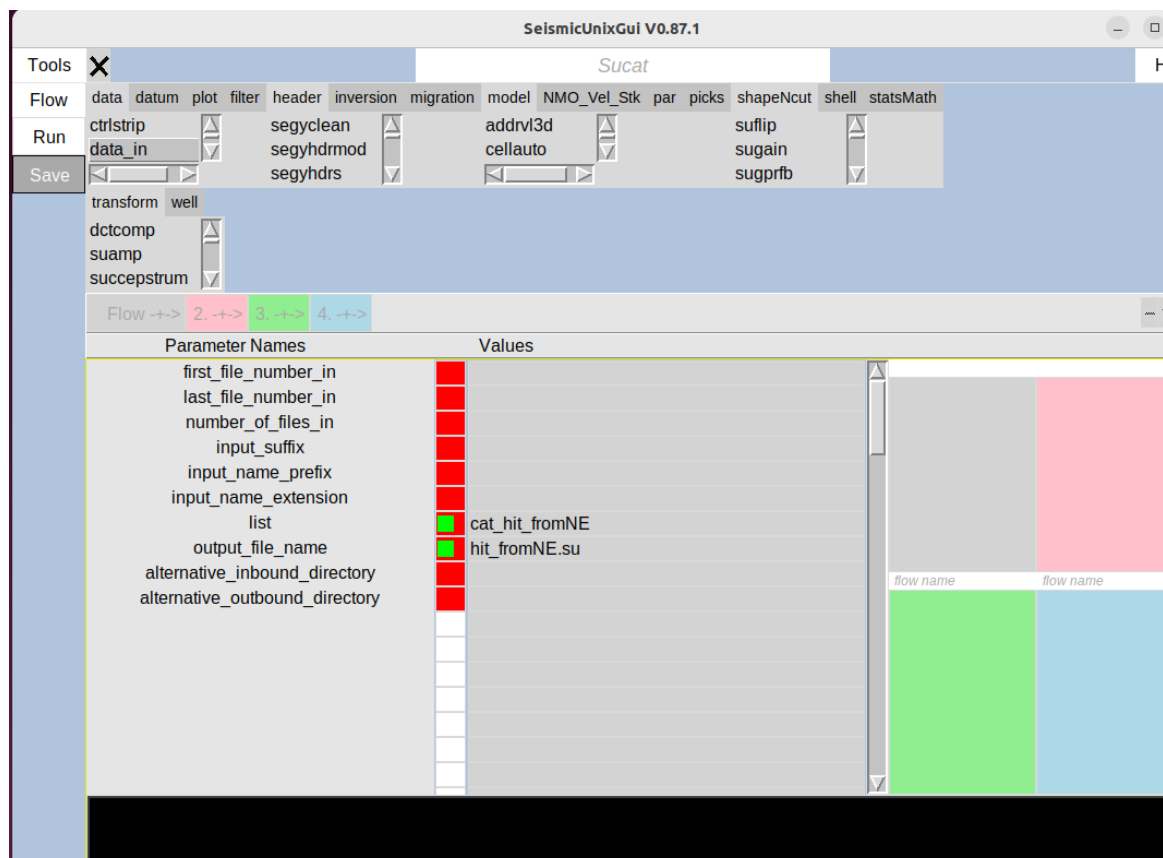 SeismicUnixGui V0.87.1
Tools
Sucat
Flow
data datum plot filter header inversion migration model NMO_Vel_Stk par picks shapeNcut shell statsMath
Run
ctrlstrip segyclean addrvl3d suflip
data_in segyhdrmod cellauto sugain
Save
segyhdrs sugprfb
transform well
dctcomp
suamp
succepstrum
Flow -+-> 2. -+-> 3. -+-> 4. -+->
Parameter Names Values
first_file_number_in
last_file_number_in
number_of_files_in
input_suffix
input_name_prefix
input_name_extension
list cat_hit_fromNE
output_file_name hit_fromNE.su
alternative_inbound_directory
flow name flow name
alternative_outbound_directory